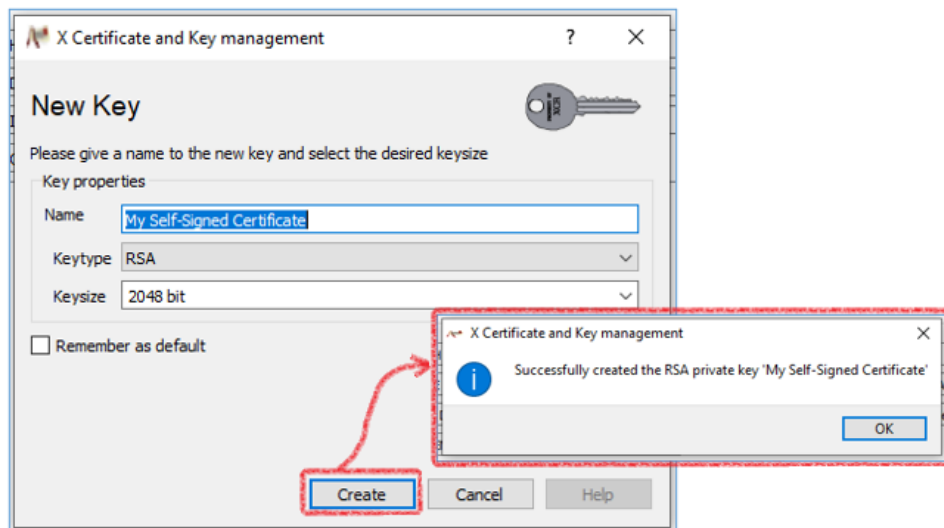 X Certificate and Key management
New Key
Please give a name to the new key and select the desired keysize
Key properties
Name
My Self-Signed Certificate
Keytype
RSA
Keysize
2048 bit
Remember as default
Create
Cancel
Help
X Certificate and Key management
Successfully created the RSA private key 'My Self-Signed Certificate'
OK